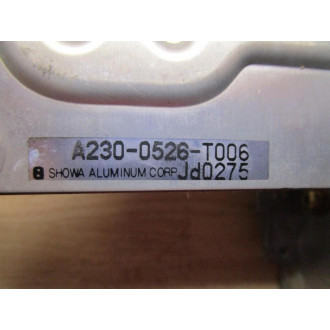 A230-0526-T006
SHOWA ALUMINUM CORP. Jd0275